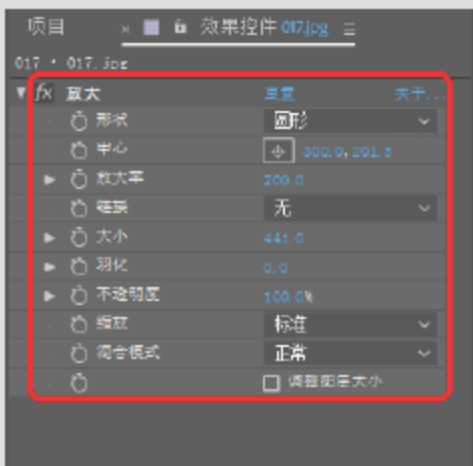 项目 × 效果控件 017.jpg ≡
017 * 017.jpg
fx 放大 重置 关于...
形状 圆形
中心 300.0, 201.5
放大率 200.0
链接 无
大小 441.0
羽化 0.0
不透明度 100.0%
缩放 标准
混合模式 正常
调整图层大小